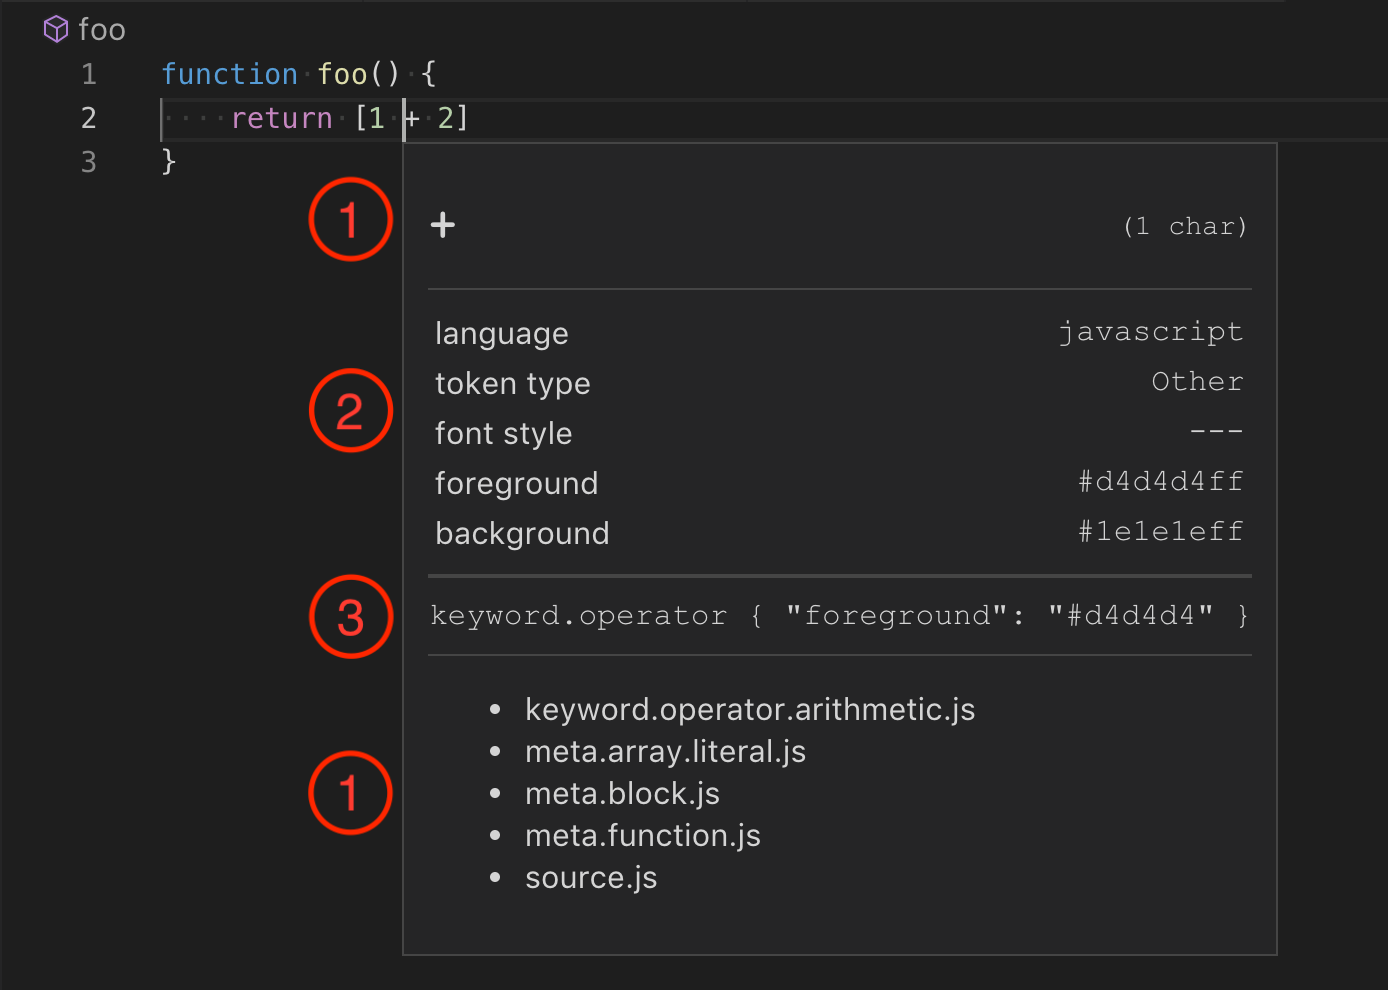 foo
1 function foo() {
2 return [1 + 2]
3 }
1 + (1 char)
language javascript
token type Other
2 font style ---
foreground #d4d4d4ff
background #1e1e1eff
3 keyword.operator { "foreground": "#d4d4d4" }
keyword.operator.arithmetic.js
meta.array.literal.js
1 • meta.block.js
meta.function.js
source.js